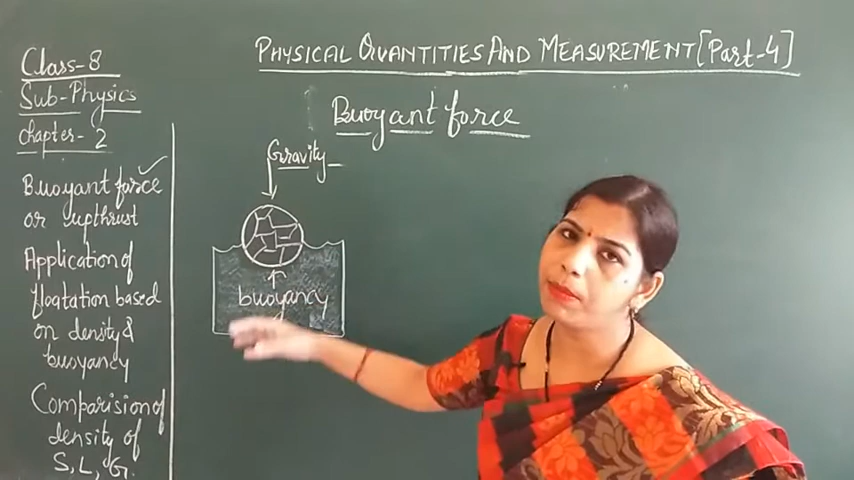 PHYSICAL QUANTITIES AND MEASUREMENT [Part-4]
Class-8
Sub-Physics
chapter-2
Buoyant force
or upthrust
Application of
floatation based
on density &
buoyancy
Comparision of
density of
S, L, G.
Buoyant force
Gravity
buoyancy